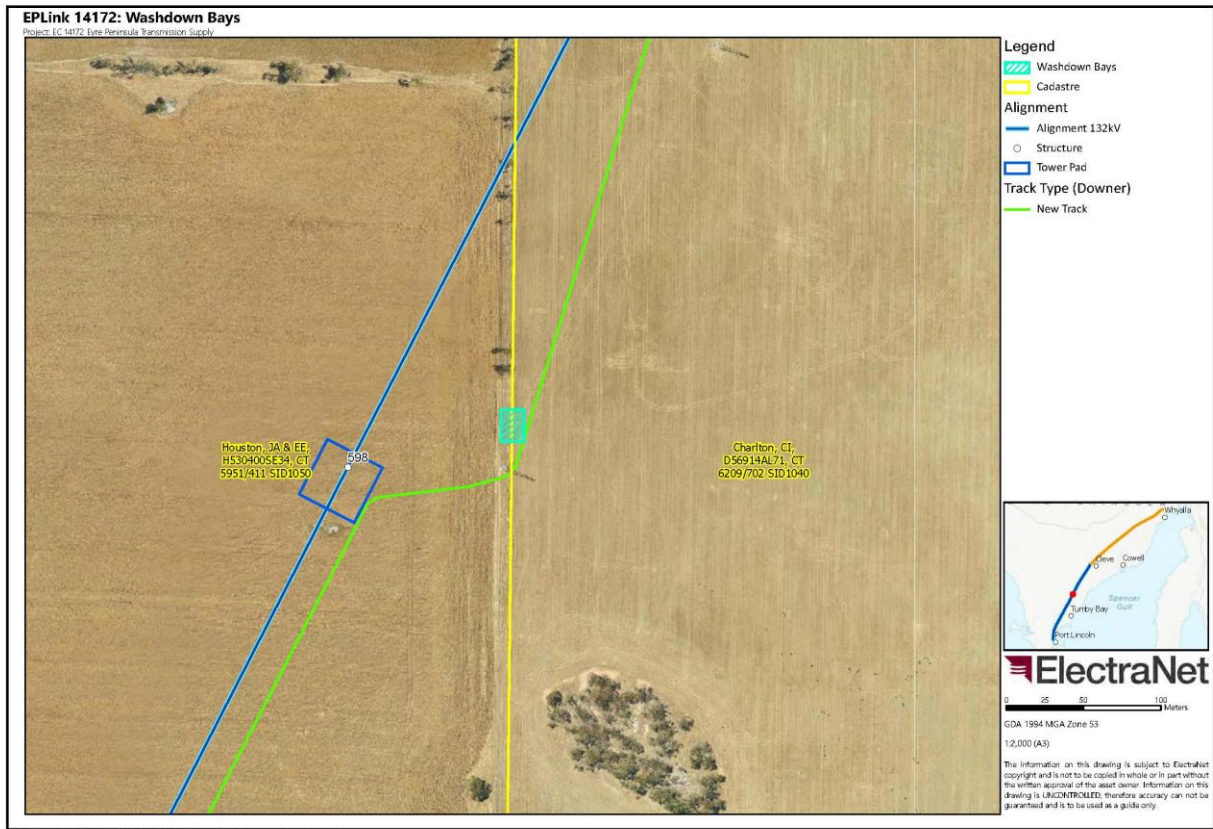 EPLink 14172: Washdown Bays
Project: EC 14172 Eyre Peninsula Transmission Supply
Legend
Washdown Bays
Cadastre
Alignment
Alignment 132kV
Structure
Tower Pad
Track Type (Downer)
New Track
Houston, JA & EE,
H530400SE34, CT
5951/411 SID1050
598
Charlton, CI,
D56914AL71, CT
6209/702 SID1040
Whyalla
Cleve
Cowell
Spencer
Gulf
Tumby Bay
Port Lincoln
ElectraNet
0 25 50 100
Meters
GDA 1994 MGA Zone 53
1:2,000 (A3)
The information on this drawing is subject to ElectraNet
copyright and is not to be copied in whole or in part without
the written approval of the asset owner. Information on this
drawing is UNCONTROLLED, therefore accuracy can not be
guaranteed and is to be used as a guide only.